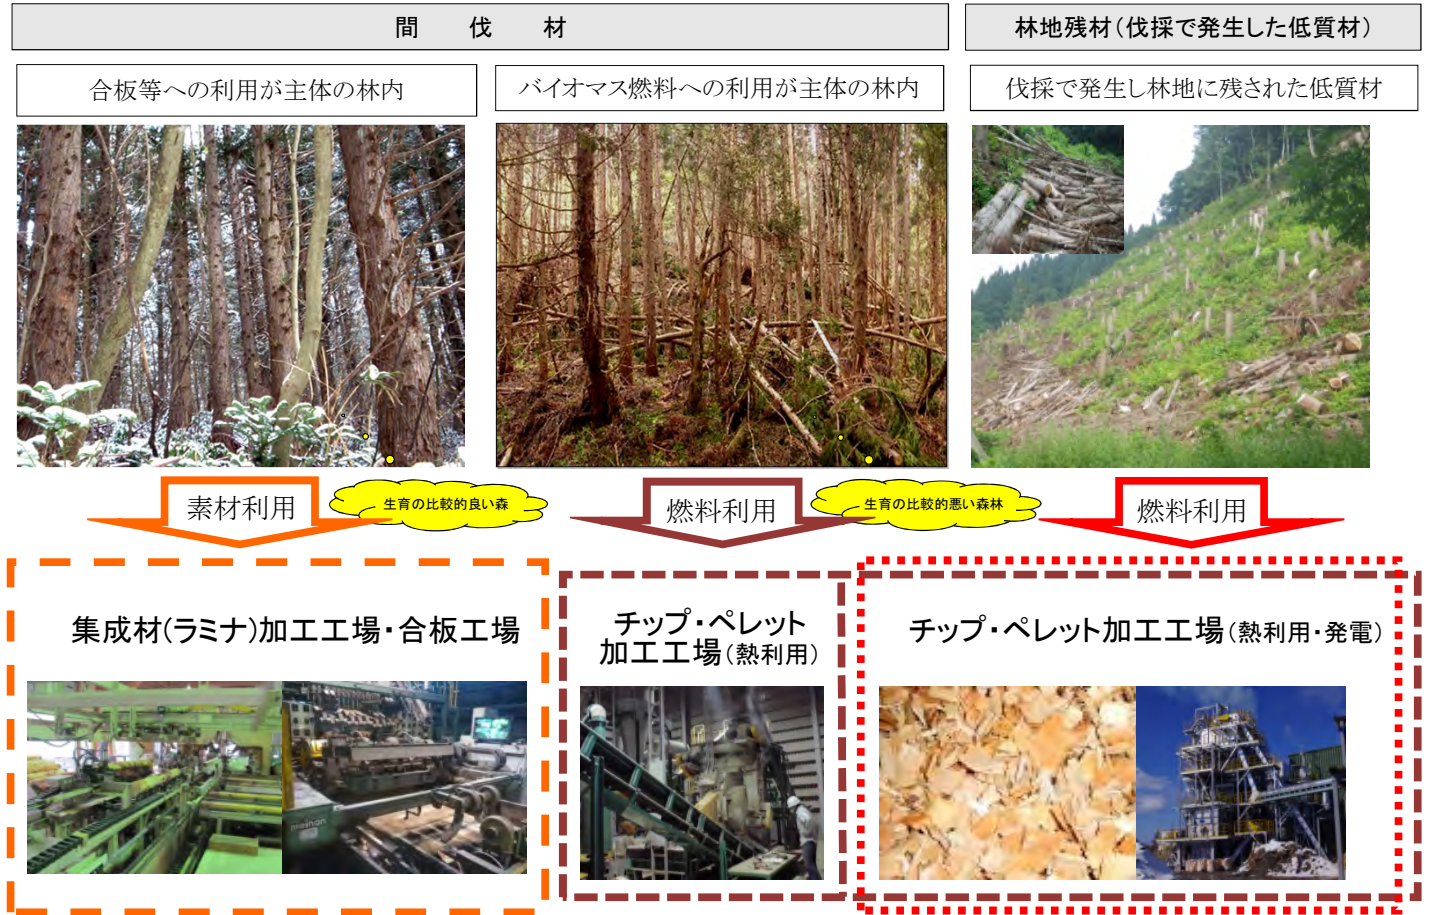 間 伐 材
林地残材(伐採で発生した低質材)
合板等への利用が主体の林内
バイオマス燃料への利用が主体の林内
伐採で発生し林地に残された低質材
素材利用
生育の比較的良い森
燃料利用
生育の比較的悪い森林
燃料利用
集成材(ラミナ)加工工場・合板工場
チップ・ペレット
加工工場(熱利用)
チップ・ペレット加工工場(熱利用・発電)
meinan